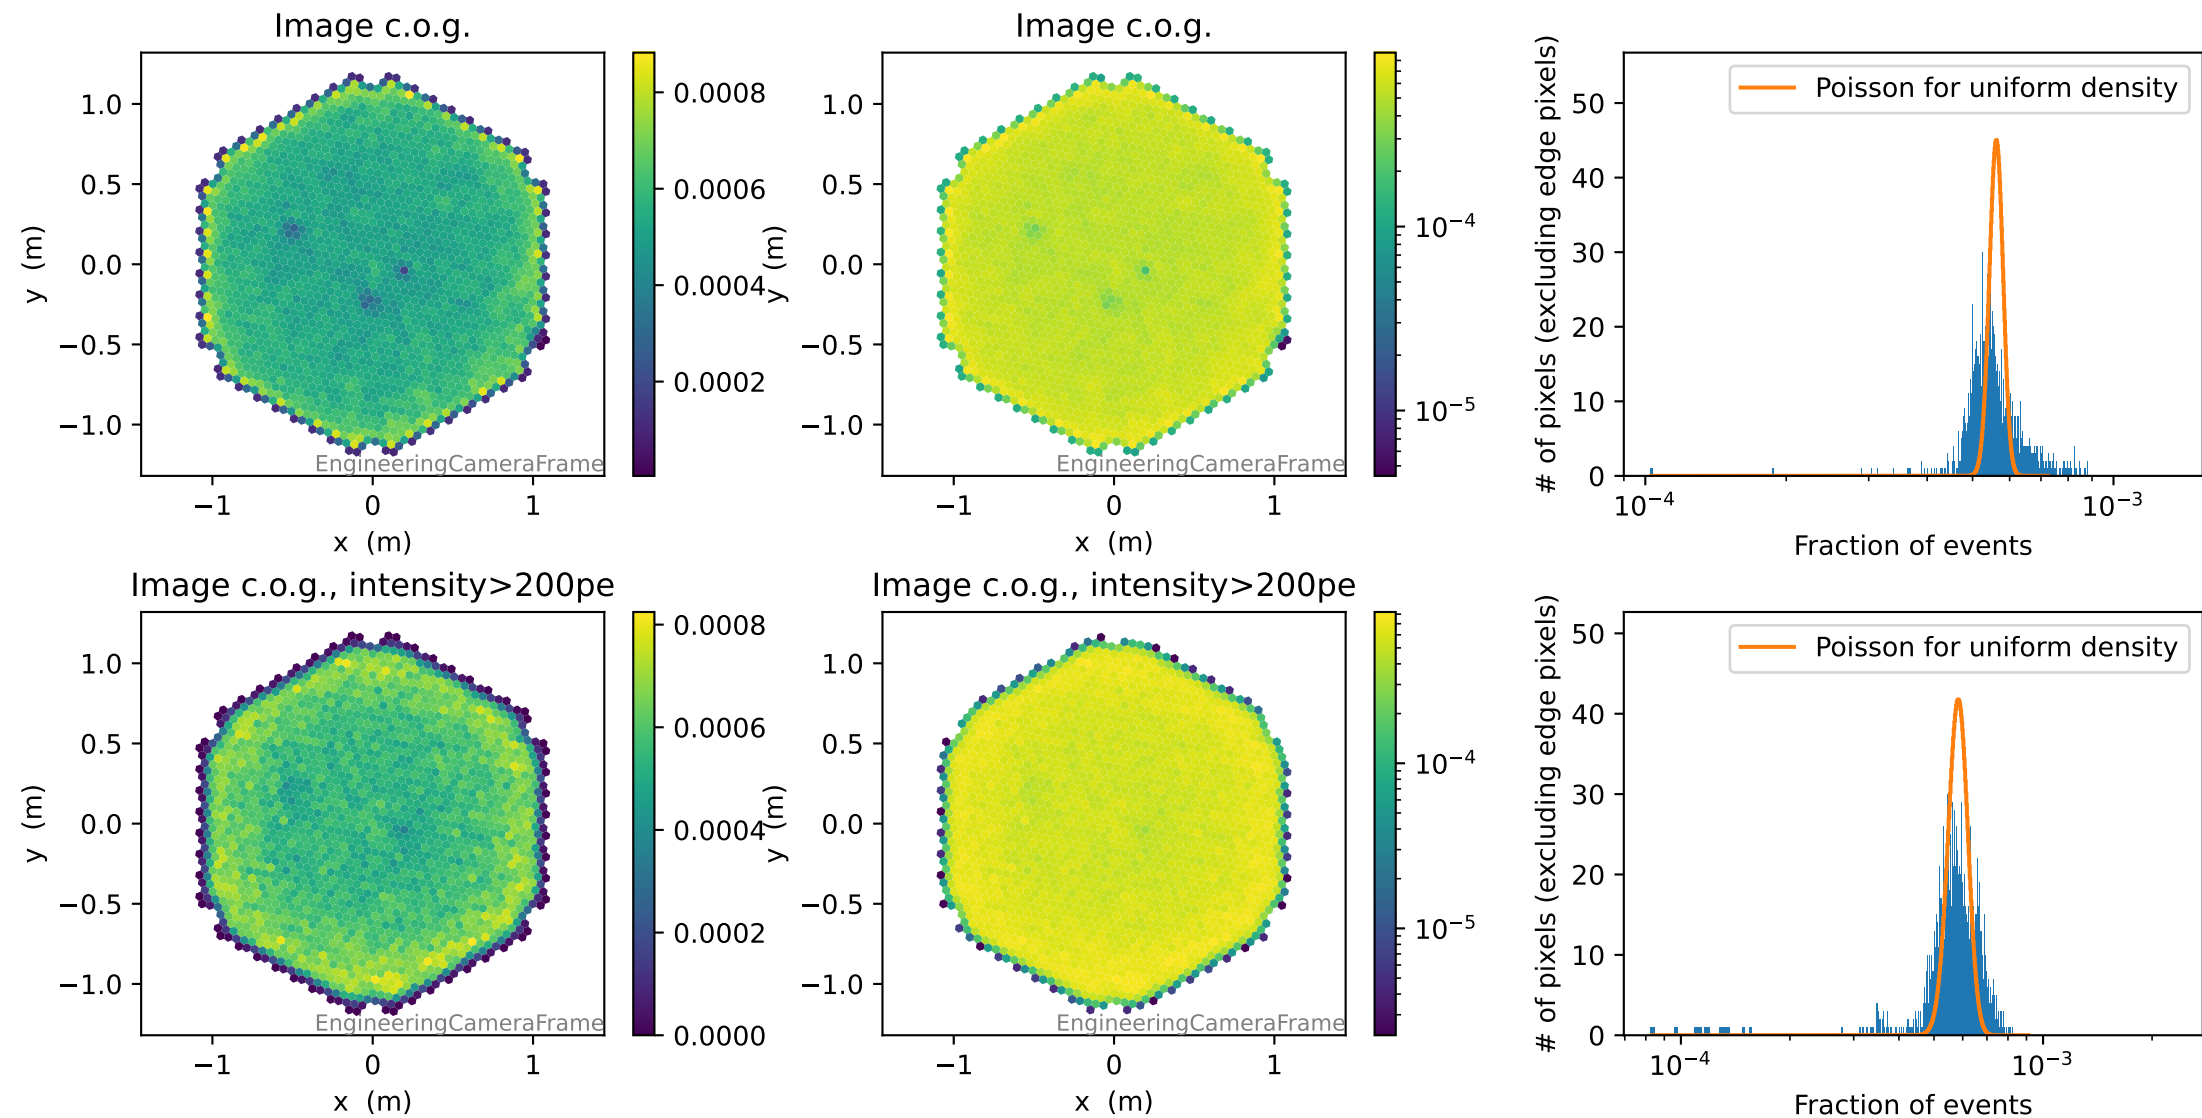 Image c.o.g.
1.0
0.5
0.0
−0.5
−1.0
y (m)
−1 0 1
x (m)
EngineeringCameraFrame
0.0008
0.0006
0.0004
0.0002
Image c.o.g.
1.0
0.5
0.0
−0.5
−1.0
y (m)
−1 0 1
x (m)
EngineeringCameraFrame
10⁻⁴
10⁻⁵
# of pixels (excluding edge pixels)
50
40
30
20
10
0
Poisson for uniform density
10⁻⁴ 10⁻³
Fraction of events
Image c.o.g., intensity>200pe
1.0
0.5
0.0
−0.5
−1.0
y (m)
−1 0 1
x (m)
EngineeringCameraFrame
0.0008
0.0006
0.0004
0.0002
0.0000
Image c.o.g., intensity>200pe
1.0
0.5
0.0
−0.5
−1.0
y (m)
−1 0 1
x (m)
EngineeringCameraFrame
10⁻⁴
10⁻⁵
# of pixels (excluding edge pixels)
50
40
30
20
10
0
Poisson for uniform density
10⁻⁴ 10⁻³
Fraction of events